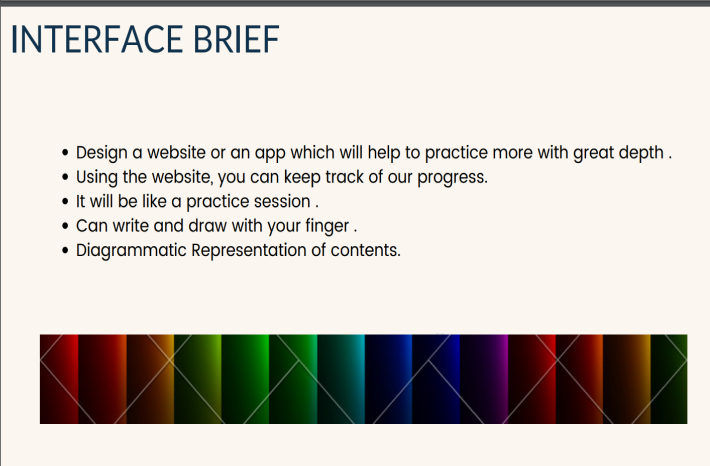 INTERFACE BRIEF
• Design a website or an app which will help to practice more with great depth .
• Using the website, you can keep track of our progress.
• It will be like a practice session .
• Can write and draw with your finger .
• Diagrammatic Representation of contents.